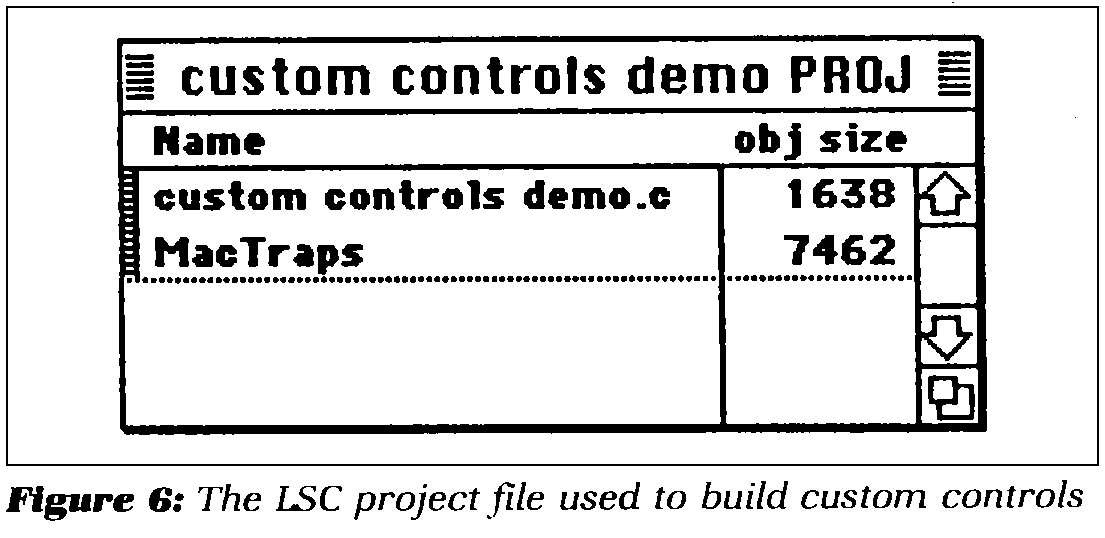 custom controls demo PROJ
Name obj size
custom controls demo.c 1638
MacTraps 7462
Figure 6: The LSC project file used to build custom controls